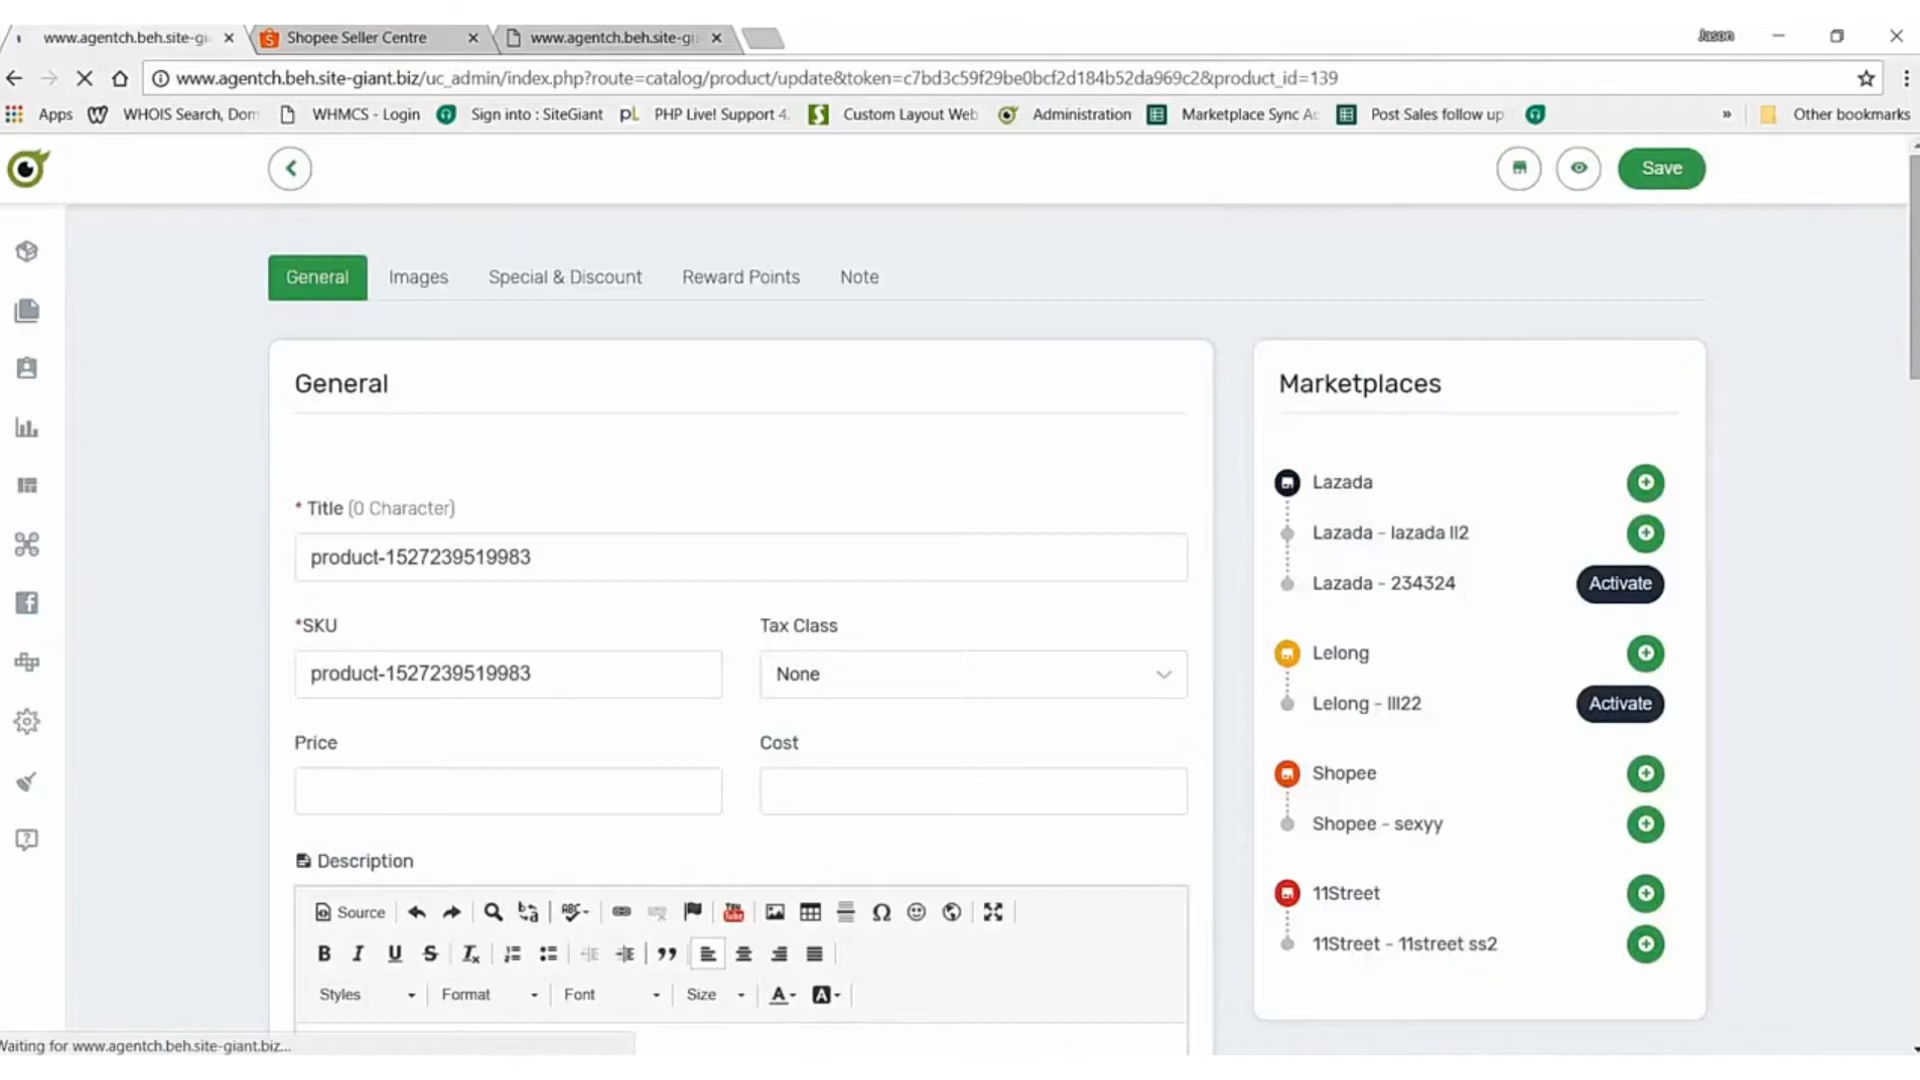 www.agentch.beh.site-gi
Shopee Seller Centre
www.agentch.beh.site-gi
Jason
www.agentch.beh.site-giant.biz/uc_admin/index.php?route=catalog/product/update&token=c7bd3c59f29be0bcf2d184b52da969c2&product_id=139
Apps
WHOIS Search, Dom
WHMCS - Login
Sign into : SiteGiant
PHP Live! Support 4.
Custom Layout Web
Administration
Marketplace Sync Ac
Post Sales follow up
»
Other bookmarks
Save
General
Images
Special & Discount
Reward Points
Note
General
* Title (0 Character)
product-1527239519983
*SKU
Tax Class
product-1527239519983
None
Price
Cost
Description
Source
Styles
Format
Font
Size
Marketplaces
Lazada
Lazada - lazada ll2
Lazada - 234324
Activate
Lelong
Lelong - lll22
Activate
Shopee
Shopee - sexyy
11Street
11Street - 11street ss2
Waiting for www.agentch.beh.site-giant.biz...